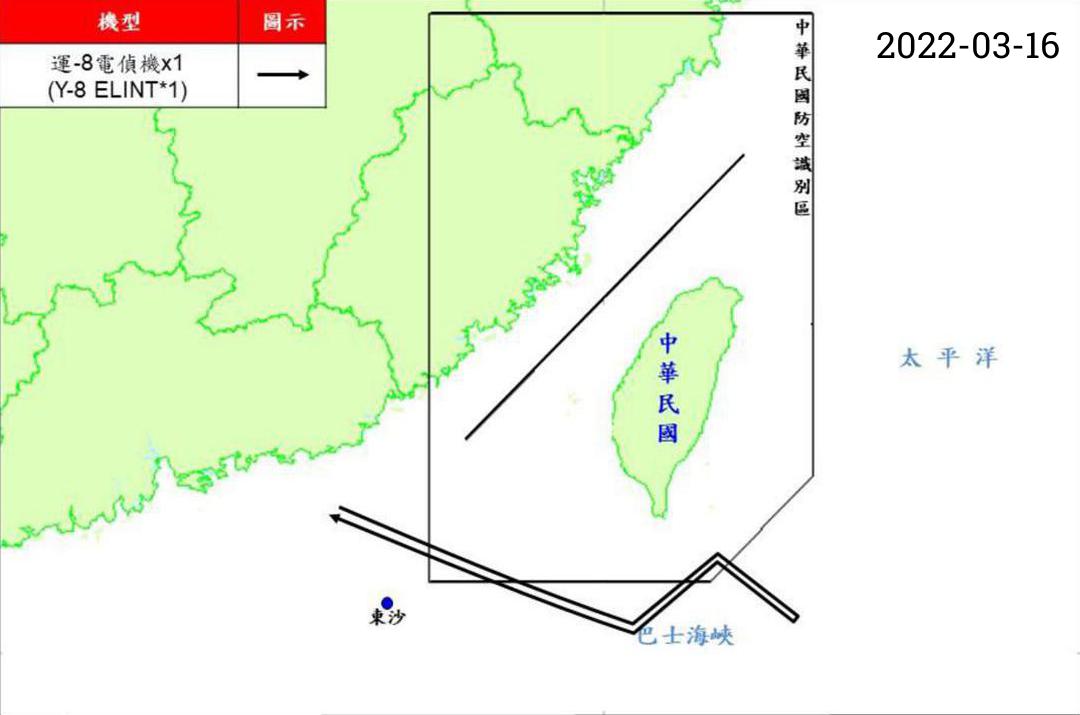 機型 圖示
運-8電偵機x1
(Y-8 ELINT*1)
2022-03-16
中華民國防空識別區
中華民國
太平洋
東沙
巴士海峽